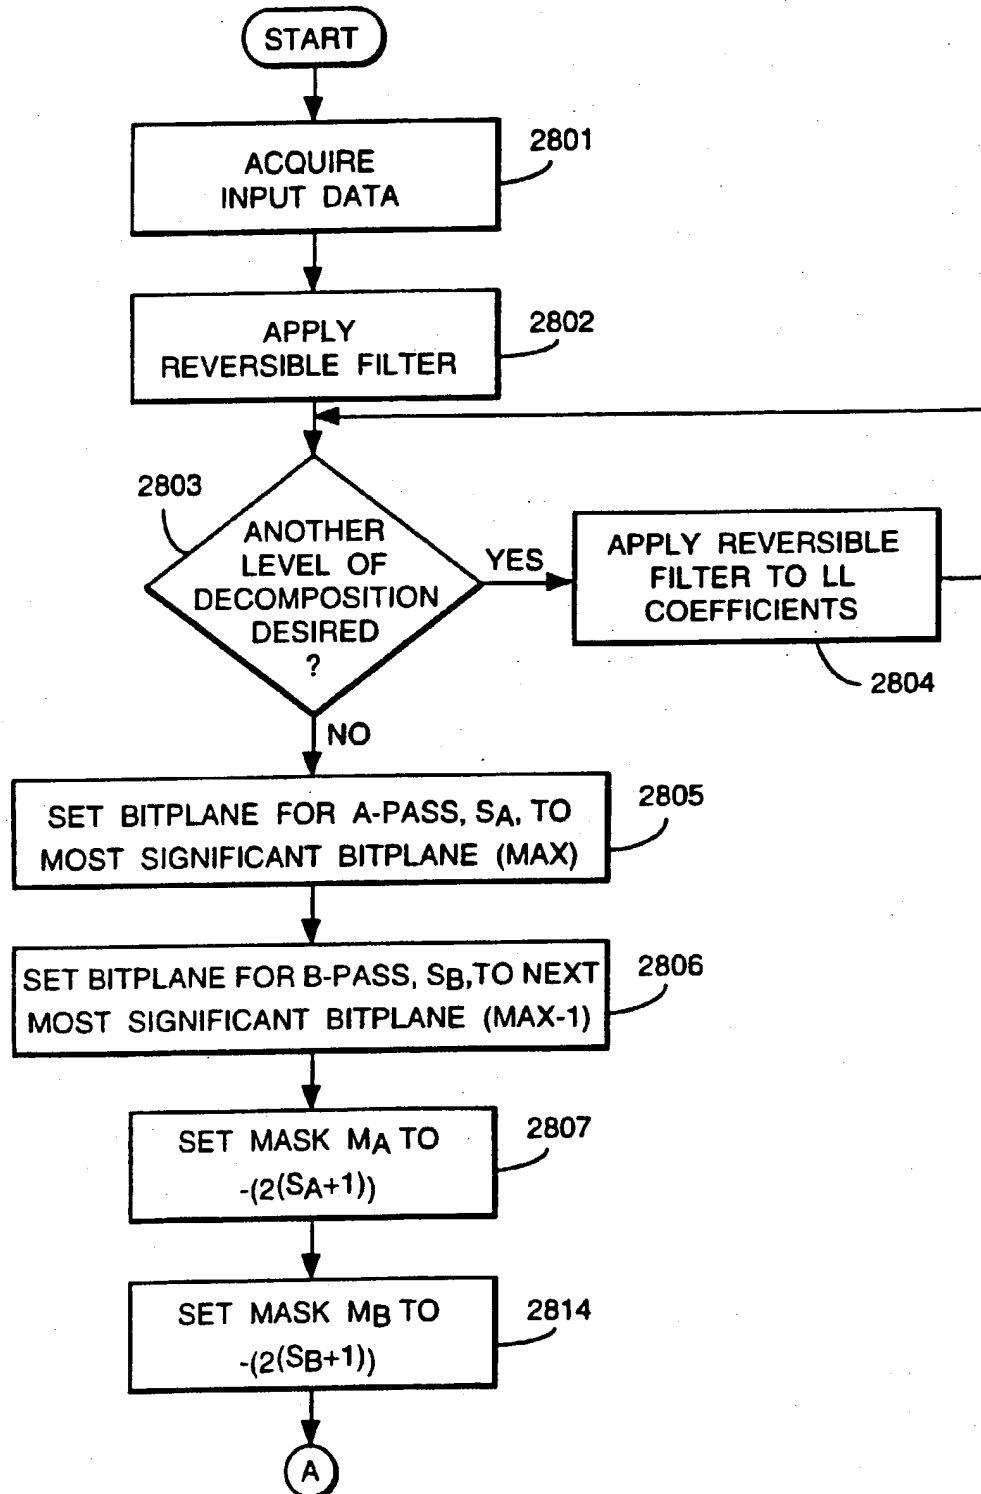 START
ACQUIRE
INPUT DATA
2801
APPLY
REVERSIBLE FILTER
2802
2803
ANOTHER
LEVEL OF
DECOMPOSITION
DESIRED
?
YES
APPLY REVERSIBLE
FILTER TO LL
COEFFICIENTS
2804
NO
SET BITPLANE FOR A-PASS, SA, TO
MOST SIGNIFICANT BITPLANE (MAX)
2805
SET BITPLANE FOR B-PASS, SB, TO NEXT
MOST SIGNIFICANT BITPLANE (MAX-1)
2806
SET MASK MA TO
-(2(SA+1))
2807
SET MASK MB TO
-(2(SB+1))
2814
A